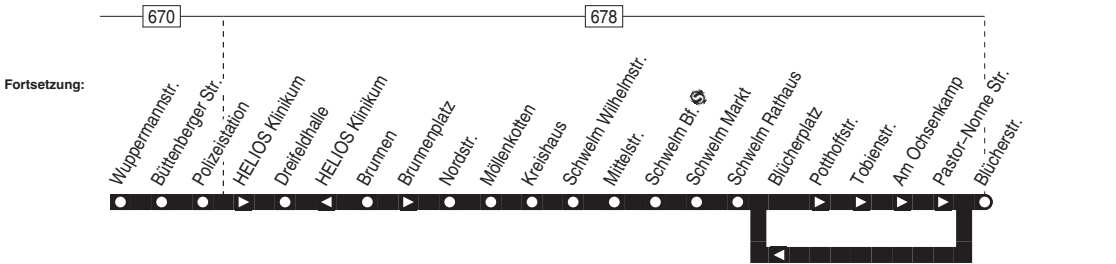 670
678
Fortsetzung:
Wuppermannstr.
Büttenberger Str.
Polizeistation
HELIOS Klinikum
Dreifeldhalle
HELIOS Klinikum
Brunnen
Brunnenplatz
Nordstr.
Möllenkotten
Kreishaus
Schwelm Wilhelmstr.
Mittelstr.
Schwelm Bf. S
Schwelm Markt
Schwelm Rathaus
Blücherplatz
Potthoffstr.
Tobienstr.
Am Ochsenkamp
Pastor-Nonne Str.
Blücherstr.